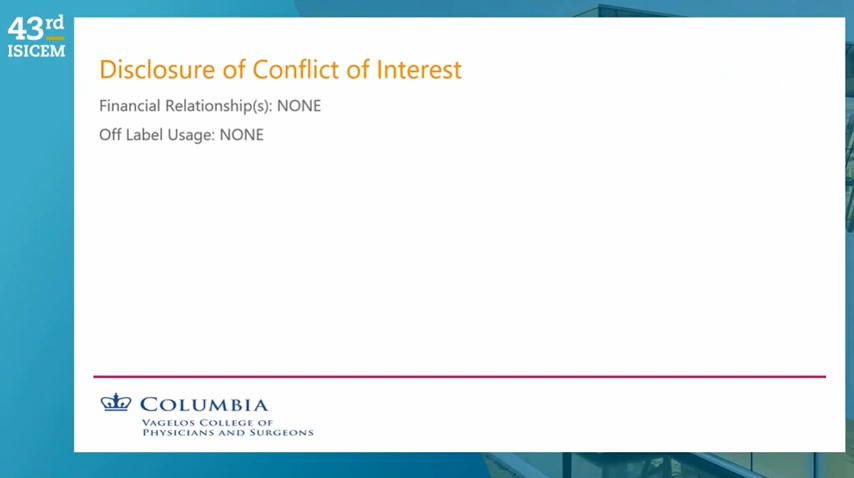 43rd
ISICEM
Disclosure of Conflict of Interest
Financial Relationship(s): NONE
Off Label Usage: NONE
COLUMBIA
VAGELOS COLLEGE OF
PHYSICIANS AND SURGEONS